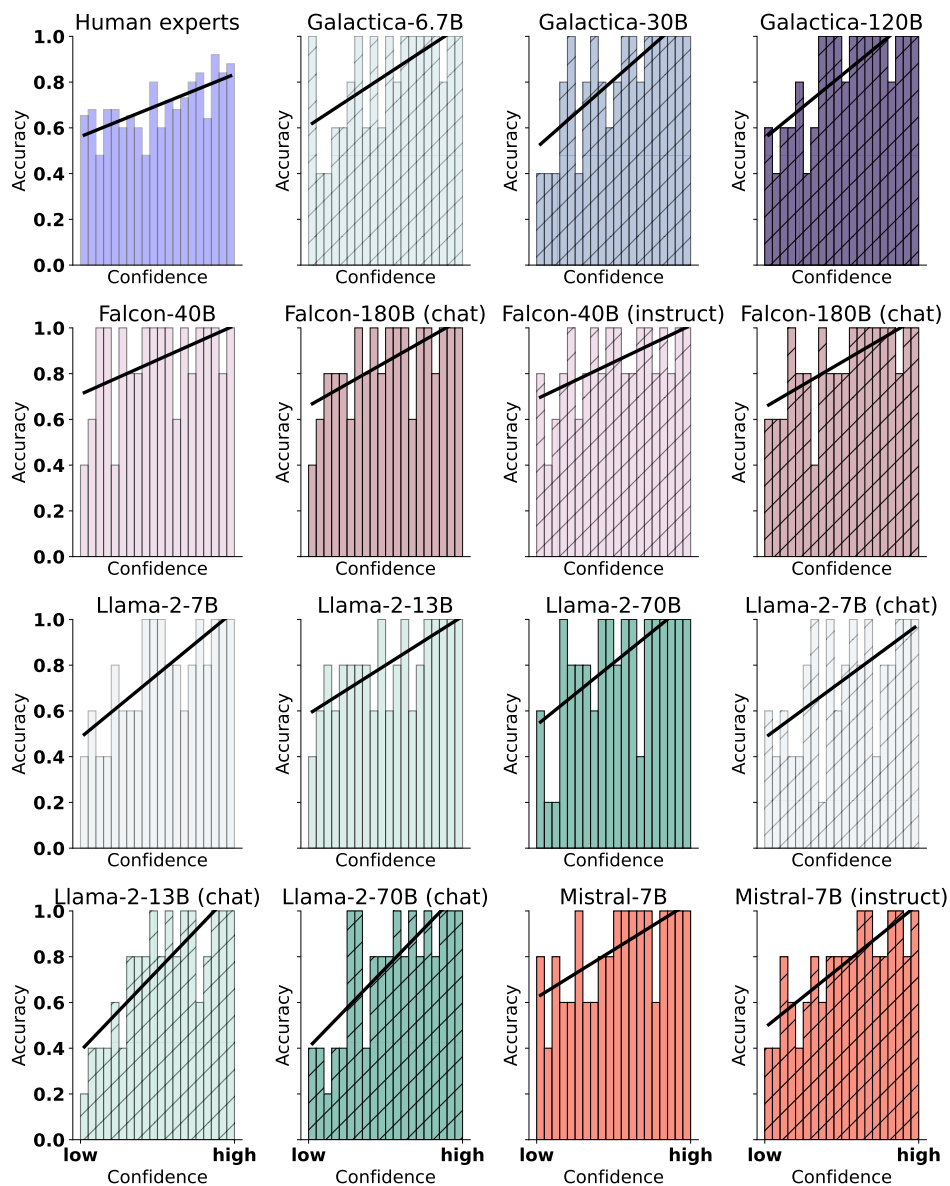 Human experts
Galactica-6.7B
Galactica-30B
Galactica-120B
1.0
0.8
0.6
0.4
0.2
0.0
Accuracy
Accuracy
Accuracy
Accuracy
Confidence
Confidence
Confidence
Confidence
Falcon-40B
Falcon-180B (chat)
Falcon-40B (instruct)
Falcon-180B (chat)
1.0
0.8
0.6
0.4
0.2
0.0
Accuracy
Accuracy
Accuracy
Accuracy
Confidence
Confidence
Confidence
Confidence
Llama-2-7B
Llama-2-13B
Llama-2-70B
Llama-2-7B (chat)
1.0
0.8
0.6
0.4
0.2
0.0
Accuracy
Accuracy
Accuracy
Accuracy
Confidence
Confidence
Confidence
Confidence
Llama-2-13B (chat)
Llama-2-70B (chat)
Mistral-7B
Mistral-7B (instruct)
1.0
0.8
0.6
0.4
0.2
0.0
Accuracy
Accuracy
Accuracy
Accuracy
low high
low high
low high
low high
Confidence
Confidence
Confidence
Confidence